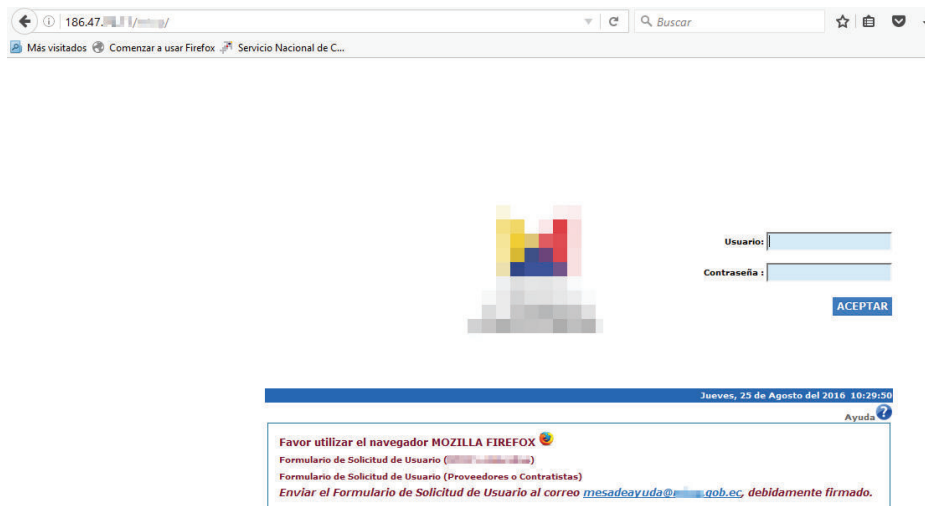 186.47.
Buscar
Más visitados Comenzar a usar Firefox Servicio Nacional de C...
Usuario:
Contraseña :
ACEPTAR
Jueves, 25 de Agosto del 2016 10:29:50
Ayuda
Favor utilizar el navegador MOZILLA FIREFOX
Formulario de Solicitud de Usuario ( )
Formulario de Solicitud de Usuario (Proveedores o Contratistas)
Enviar el Formulario de Solicitud de Usuario al correo mesadeayuda@ .gob.ec, debidamente firmado.